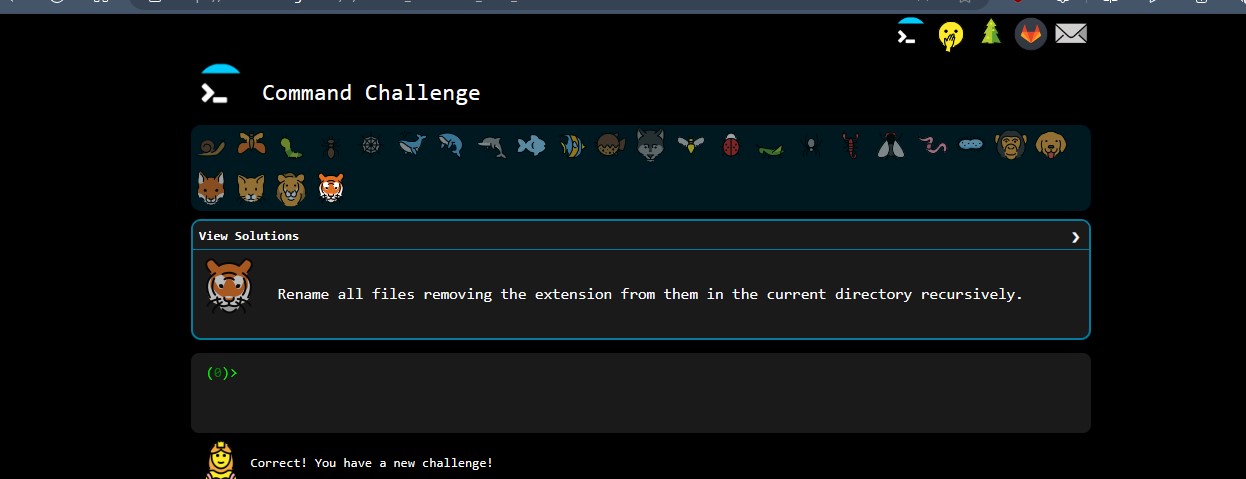 Command Challenge
View Solutions
Rename all files removing the extension from them in the current directory recursively.
(0)>
Correct! You have a new challenge!